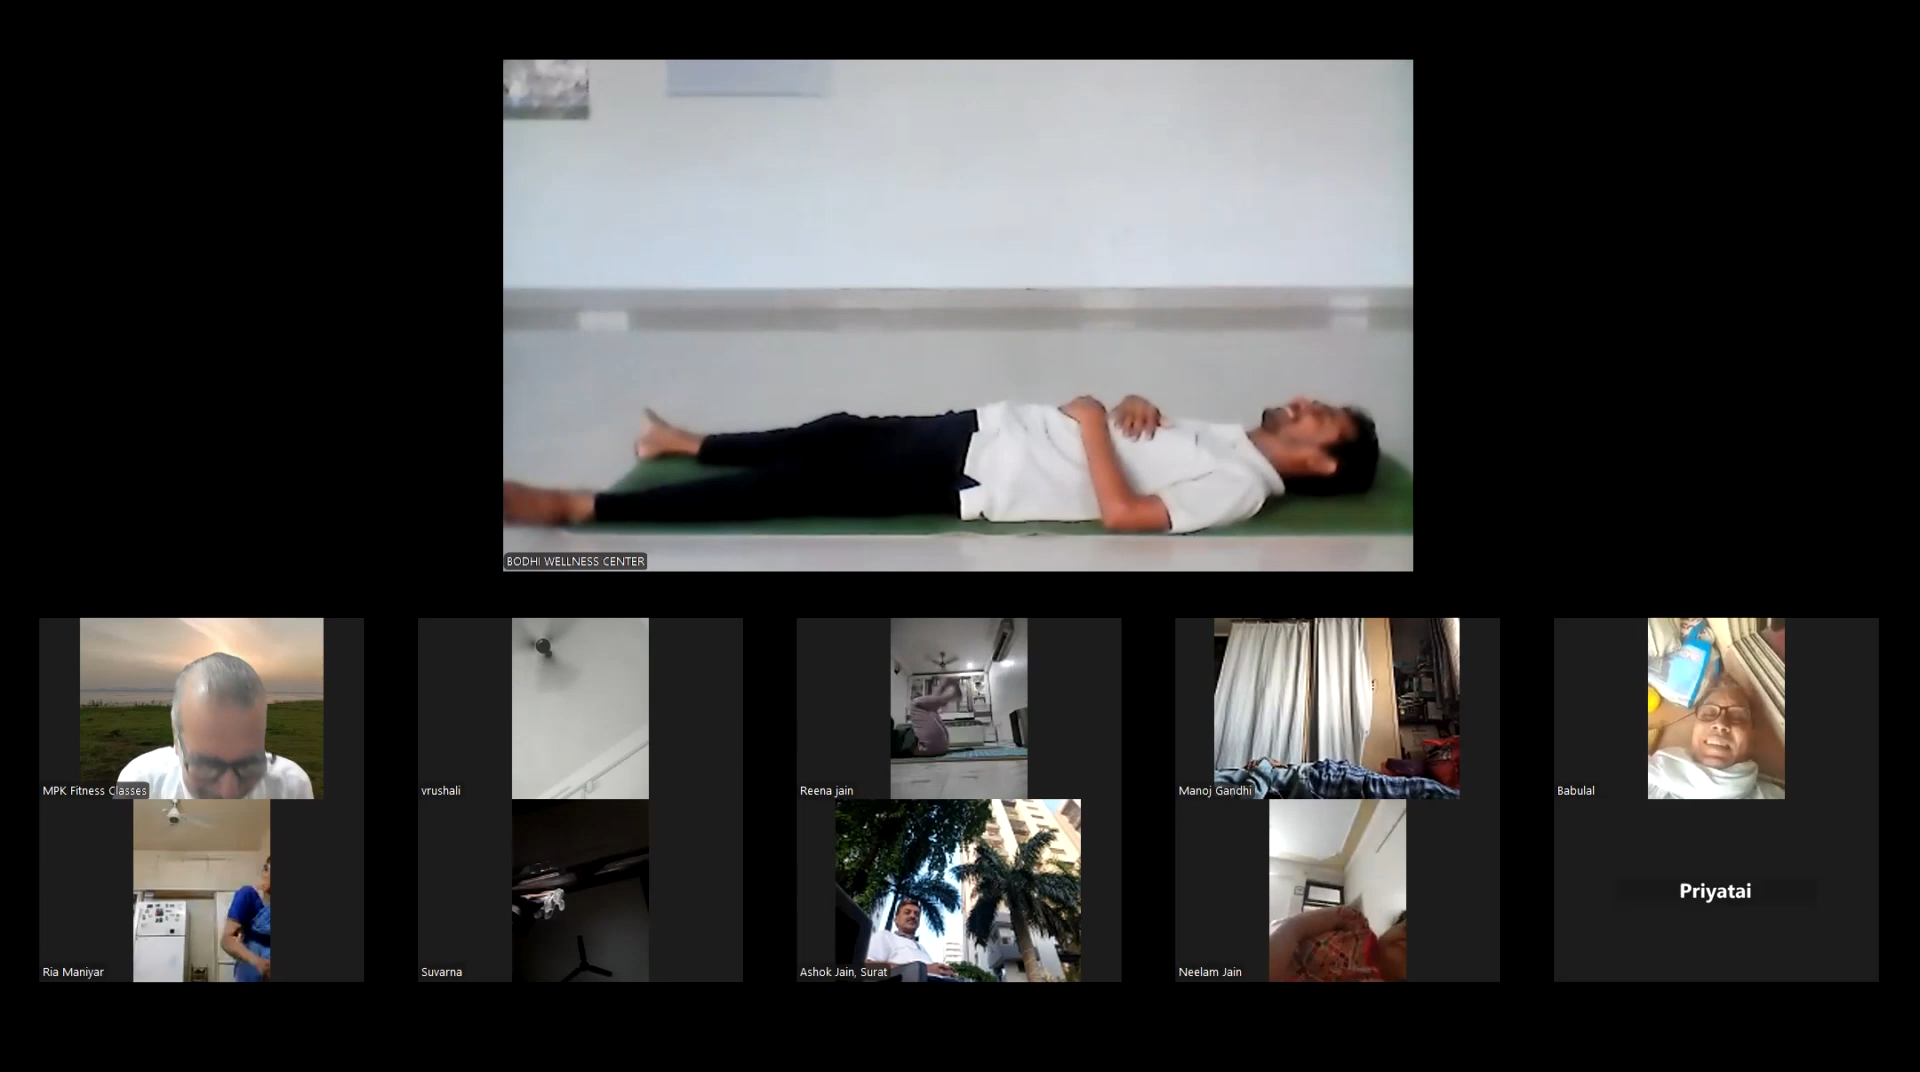 BODHI WELLNESS CENTER
MPK Fitness Classes
vrushali
Reena jain
Manoj Gandhi
Babulal
Ria Maniyar
Suvarna
Ashok Jain, Surat
Neelam Jain
Priyatai